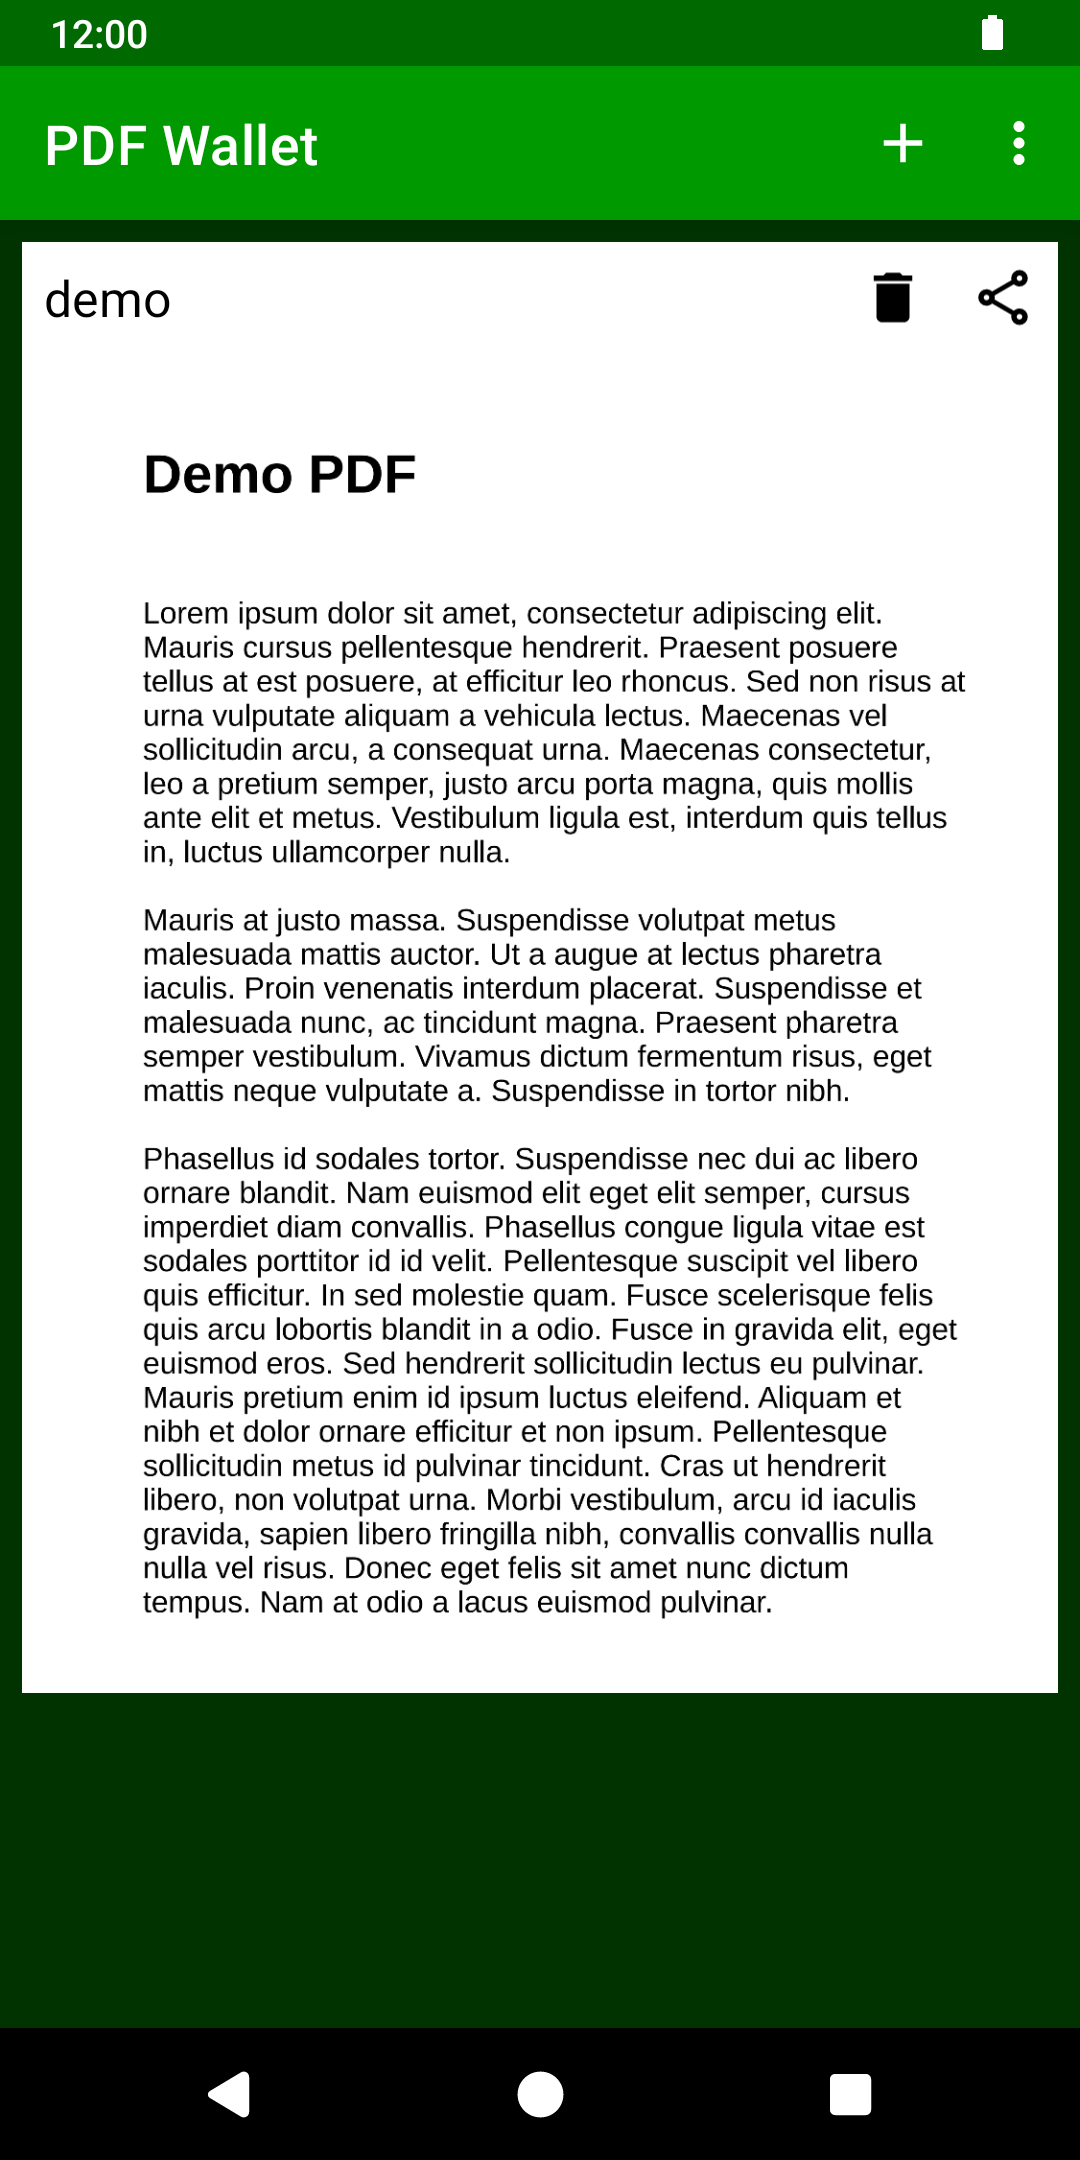 12:00
PDF Wallet
demo
Demo PDF
Lorem ipsum dolor sit amet, consectetur adipiscing elit.
Mauris cursus pellentesque hendrerit. Praesent posuere
tellus at est posuere, at efficitur leo rhoncus. Sed non risus at
urna vulputate aliquam a vehicula lectus. Maecenas vel
sollicitudin arcu, a consequat urna. Maecenas consectetur,
leo a pretium semper, justo arcu porta magna, quis mollis
ante elit et metus. Vestibulum ligula est, interdum quis tellus
in, luctus ullamcorper nulla.
Mauris at justo massa. Suspendisse volutpat metus
malesuada mattis auctor. Ut a augue at lectus pharetra
iaculis. Proin venenatis interdum placerat. Suspendisse et
malesuada nunc, ac tincidunt magna. Praesent pharetra
semper vestibulum. Vivamus dictum fermentum risus, eget
mattis neque vulputate a. Suspendisse in tortor nibh.
Phasellus id sodales tortor. Suspendisse nec dui ac libero
ornare blandit. Nam euismod elit eget elit semper, cursus
imperdiet diam convallis. Phasellus congue ligula vitae est
sodales porttitor id id velit. Pellentesque suscipit vel libero
quis efficitur. In sed molestie quam. Fusce scelerisque felis
quis arcu lobortis blandit in a odio. Fusce in gravida elit, eget
euismod eros. Sed hendrerit sollicitudin lectus eu pulvinar.
Mauris pretium enim id ipsum luctus eleifend. Aliquam et
nibh et dolor ornare efficitur et non ipsum. Pellentesque
sollicitudin metus id pulvinar tincidunt. Cras ut hendrerit
libero, non volutpat urna. Morbi vestibulum, arcu id iaculis
gravida, sapien libero fringilla nibh, convallis convallis nulla
nulla vel risus. Donec eget felis sit amet nunc dictum
tempus. Nam at odio a lacus euismod pulvinar.